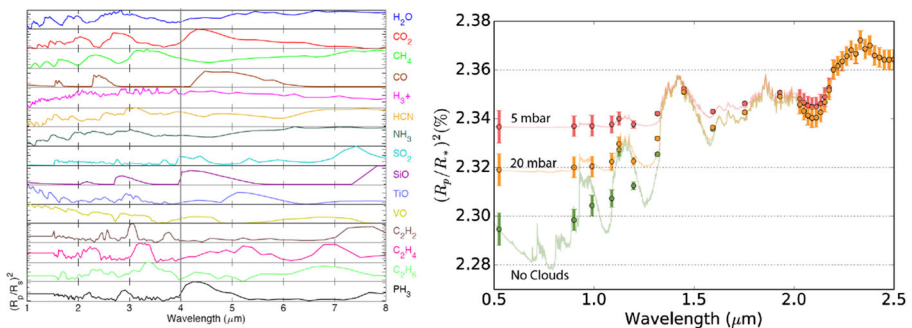 H₂O
CO₂
CH₄
CO
H₃+
HCN
NH₃
SO₂
SiO
TiO
VO
C₂H₂
C₂H₄
C₂H₆
PH₃
(Rₚ/Rₛ)²
1 2 3 4 5 6 7 8
Wavelength (μm)
2.38
2.36
2.34
2.32
2.30
2.28
(Rₚ/R*)²(%)
5 mbar
20 mbar
No Clouds
0.5 1.0 1.5 2.0 2.5
Wavelength (μm)